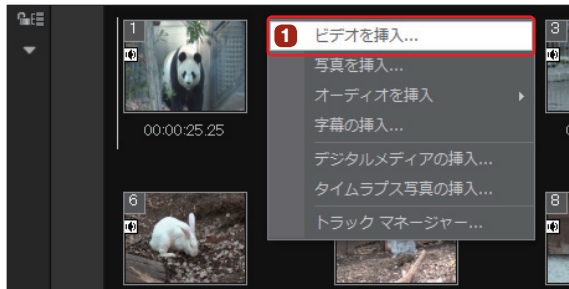 1
1 ビデオを挿入...
3
写真を挿入...
オーディオを挿入
00:00:25.25
字幕の挿入...
デジタルメディアの挿入...
タイムラプス写真の挿入...
6
8
トラック マネージャー...